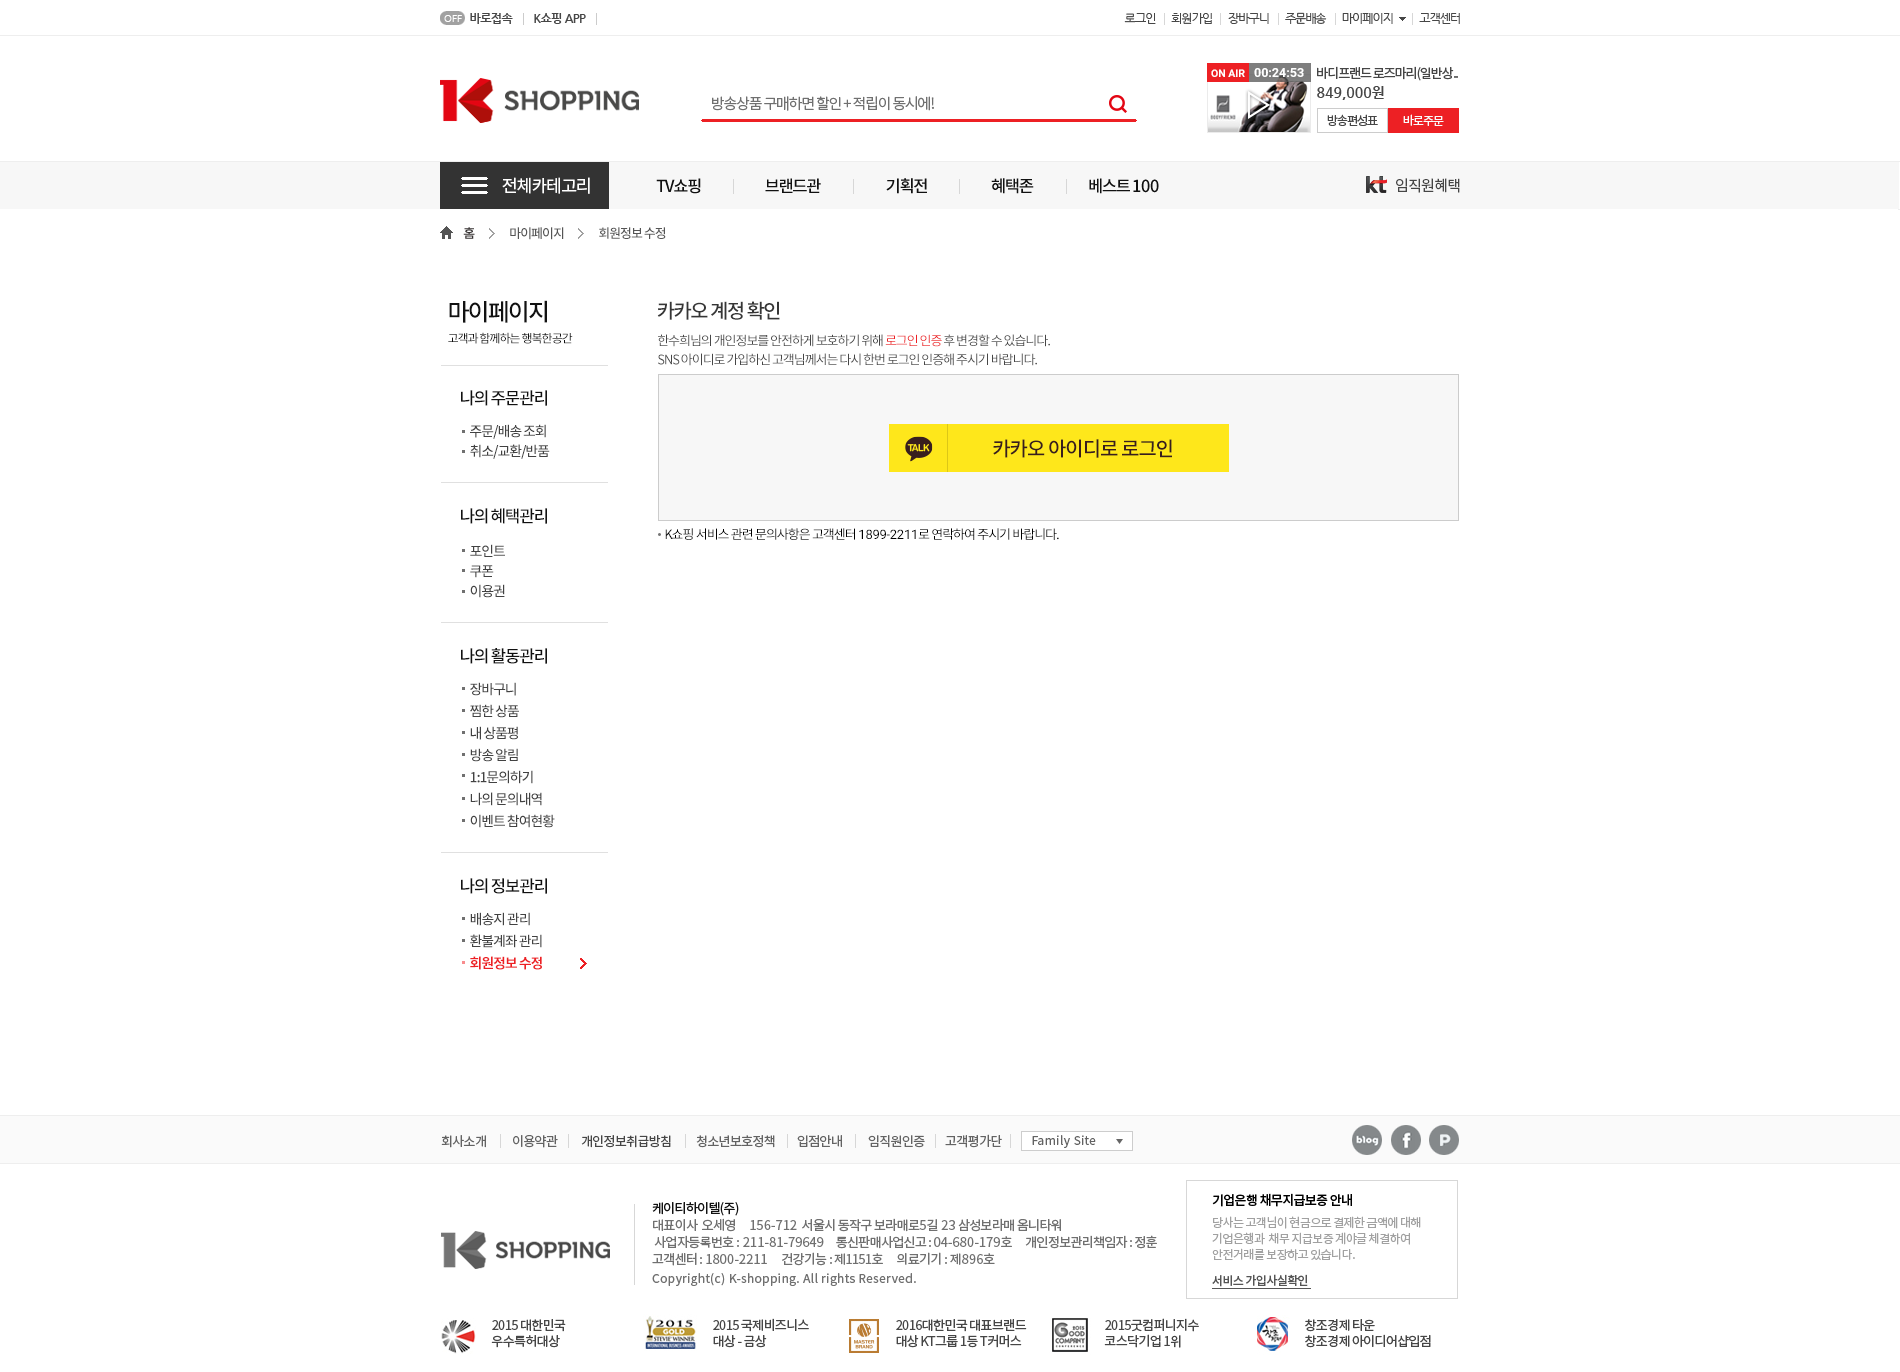 OFF 바로접속 K쇼핑 APP 로그인 회원가입 장바구니 주문배송 마이페이지 고객센터
K SHOPPING
방송상품 구매하면 할인 + 적립이 동시에!
ON AIR 00:24:53 바디프랜드 로즈마리(일반상..
849,000원
방송편성표 바로주문
전체카테고리 TV쇼핑 브랜드관 기획전 혜택존 베스트 100 kt 임직원혜택
홈 마이페이지 회원정보 수정
마이페이지
고객과 함께하는 행복한공간
나의 주문관리
주문/배송 조회
취소/교환/반품
나의 혜택관리
포인트
쿠폰
이용권
나의 활동관리
장바구니
찜한 상품
내 상품평
방송 알림
1:1문의하기
나의 문의내역
이벤트 참여현황
나의 정보관리
배송지 관리
환불계좌 관리
회원정보 수정
카카오 계정 확인
한수희님의 개인정보를 안전하게 보호하기 위해 로그인 인증 후 변경할 수 있습니다.
SNS 아이디로 가입하신 고객님께서는 다시 한번 로그인 인증해 주시기 바랍니다.
TALK 카카오 아이디로 로그인
K쇼핑 서비스 관련 문의사항은 고객센터 1899-2211로 연락하여 주시기 바랍니다.
회사소개 이용약관 개인정보취급방침 청소년보호정책 입점안내 임직원인증 고객평가단 Family Site blog f P
K SHOPPING
케이티하이텔(주)
대표이사 오세영 156-712 서울시 동작구 보라매로5길 23 삼성보라매 옴니타워
사업자등록번호 : 211-81-79649 통신판매사업신고 : 04-680-179호 개인정보관리책임자 : 정훈
고객센터 : 1800-2211 건강기능 : 제1151호 의료기기 : 제896호
Copyright(c) K-shopping. All rights Reserved.
기업은행 채무지급보증 안내
당사는 고객님이 현금으로 결제한 금액에 대해
기업은행과 채무 지급보증 계야글 체결하여
안전거래를 보장하고 있습니다.
서비스 가입사실확인
2015 대한민국
우수특허대상
2015
GOLD
STEVIE WINNER
2015 국제비즈니스
대상 - 금상
MASTER
BRAND
2016대한민국 대표브랜드
대상 KT그룹 1등 T커머스
GOOD
COMPANY
2015굿컴퍼니지수
코스닥기업 1위
창조경제 타운
창조경제 아이디어샵입점